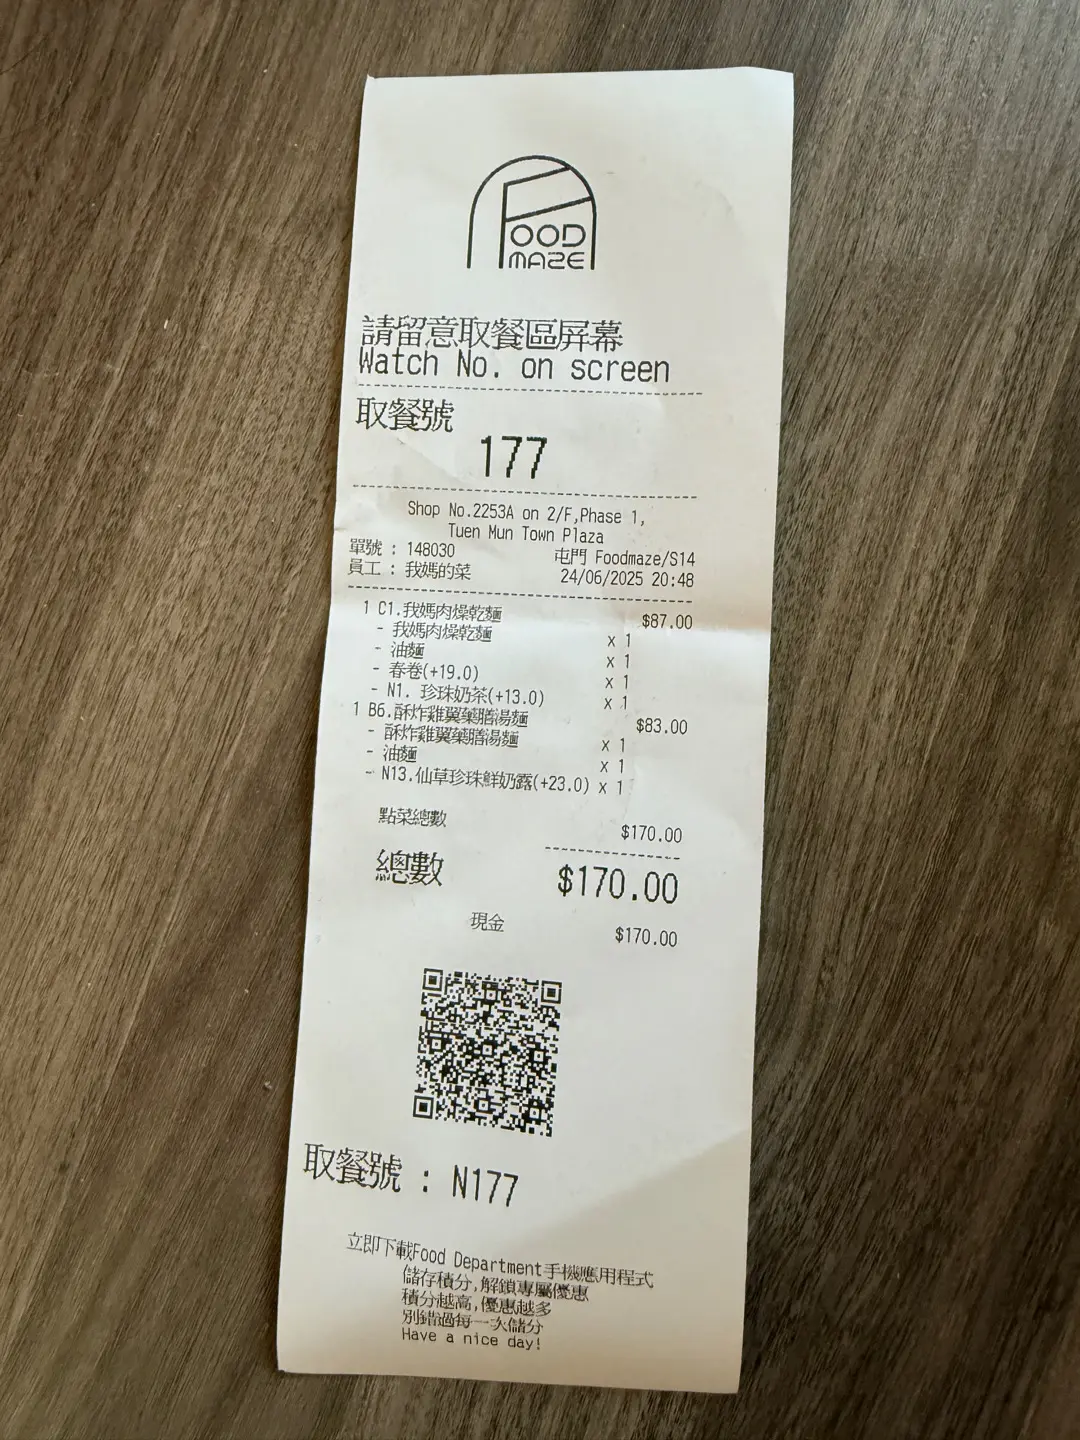 FOOD
MAZE
請留意取餐區屏幕
Watch No. on screen
取餐號
177
Shop No.2253A on 2/F,Phase 1,
Tuen Mun Town Plaza
單號 : 148030 屯門 Foodmaze/S14
員工 : 我媽的菜 24/06/2025 20:48
1 C1.我媽肉燥乾麵 $87.00
- 我媽肉燥乾麵 x 1
- 油麵 x 1
- 春卷(+19.0) x 1
- N1. 珍珠奶茶(+13.0) x 1
1 B6.酥炸雞翼藥膳湯麵 $83.00
- 酥炸雞翼藥膳湯麵 x 1
- 油麵 x 1
- N13.仙草珍珠鮮奶露(+23.0) x 1
點菜總數 $170.00
總數 $170.00
現金 $170.00
取餐號 : N177
立即下載Food Department手機應用程式
儲存積分,解鎖專屬優惠
積分越高,優惠越多
別錯過每一次儲分
Have a nice day!